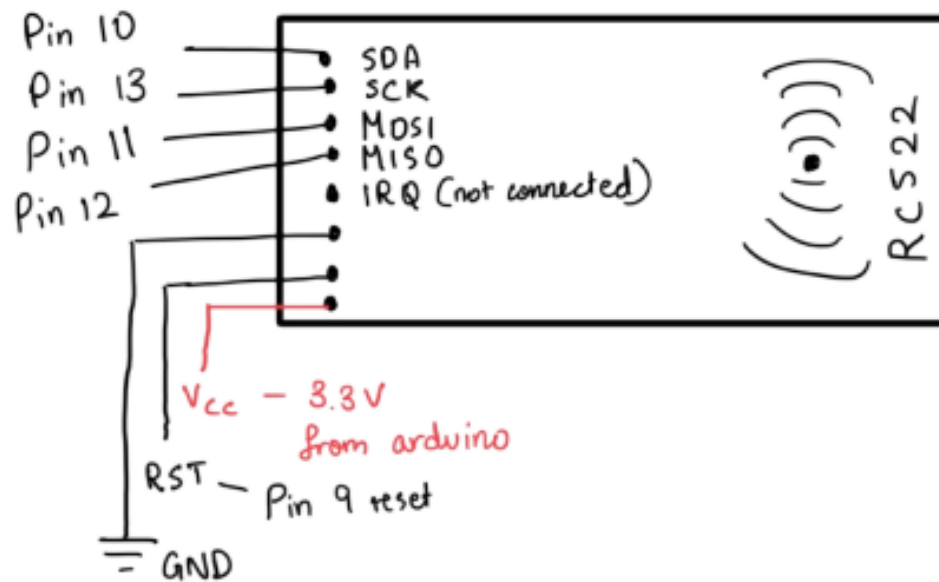 Pin 10
Pin 13
Pin 11
Pin 12
SDA
SCK
MOSI
MISO
IRQ (not connected)
RC522
Vcc - 3.3V
from arduino
RST - Pin 9 reset
GND